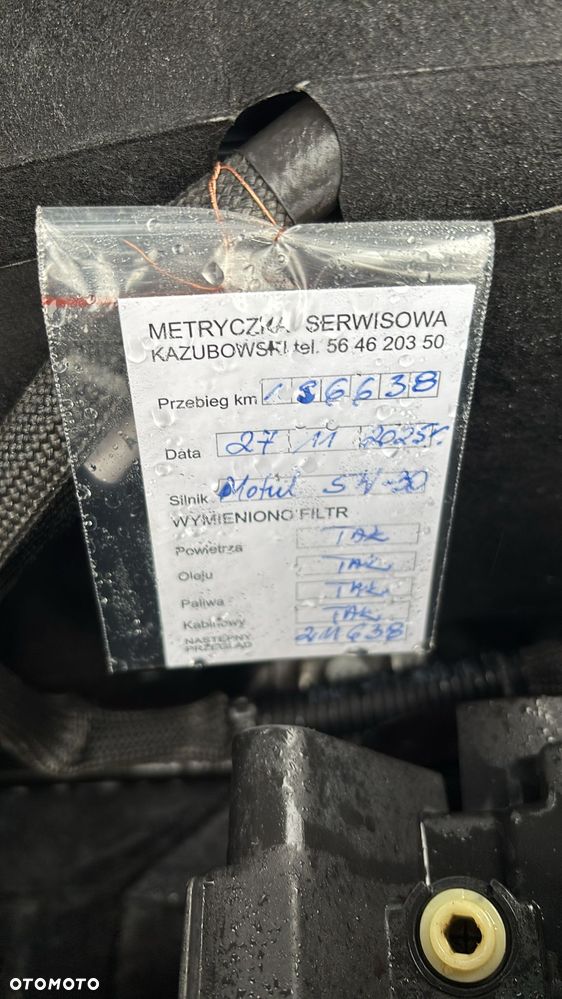 METRYCZKA SERWISOWA
KAZUBOWSKI tel. 56 46 203 50
Przebieg km 186638
Data 27 11 2025r.
Silnik Motul 5W-30
WYMIENIONO FILTR
Powietrza TAK
Oleju TAK
Paliwa TAK
Kabinowy TAK
NASTĘPNY PRZEGLĄD 211638
OTOMOTO